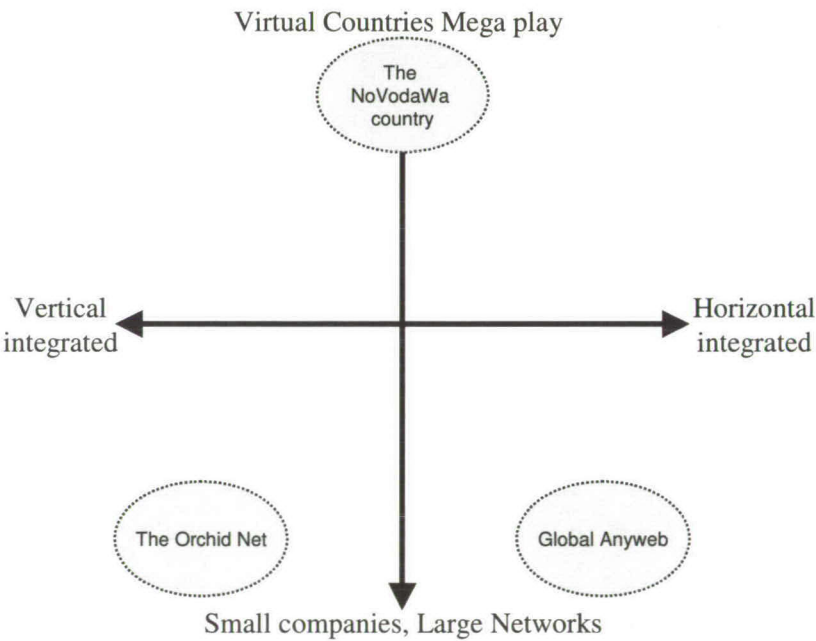 Virtual Countries Mega play
The
NoVodaWa
country
Vertical
integrated
Horizontal
integrated
The Orchid Net
Global Anyweb
Small companies, Large Networks